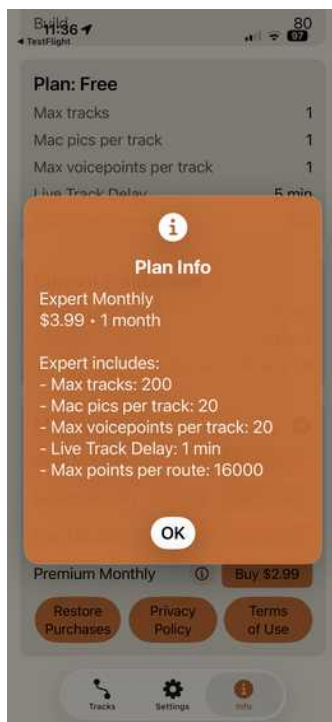 Build 80
11:36
97
TestFlight
Plan: Free
Max tracks 1
Mac pics per track 1
Max voicepoints per track 1
Live Track Delay 5 min
Plan Info
Expert Monthly
$3.99 • 1 month
Expert includes:
- Max tracks: 200
- Mac pics per track: 20
- Max voicepoints per track: 20
- Live Track Delay: 1 min
- Max points per route: 16000
OK
Premium Monthly Buy $2.99
Restore Purchases
Privacy Policy
Terms of Use
Tracks
Settings
Info